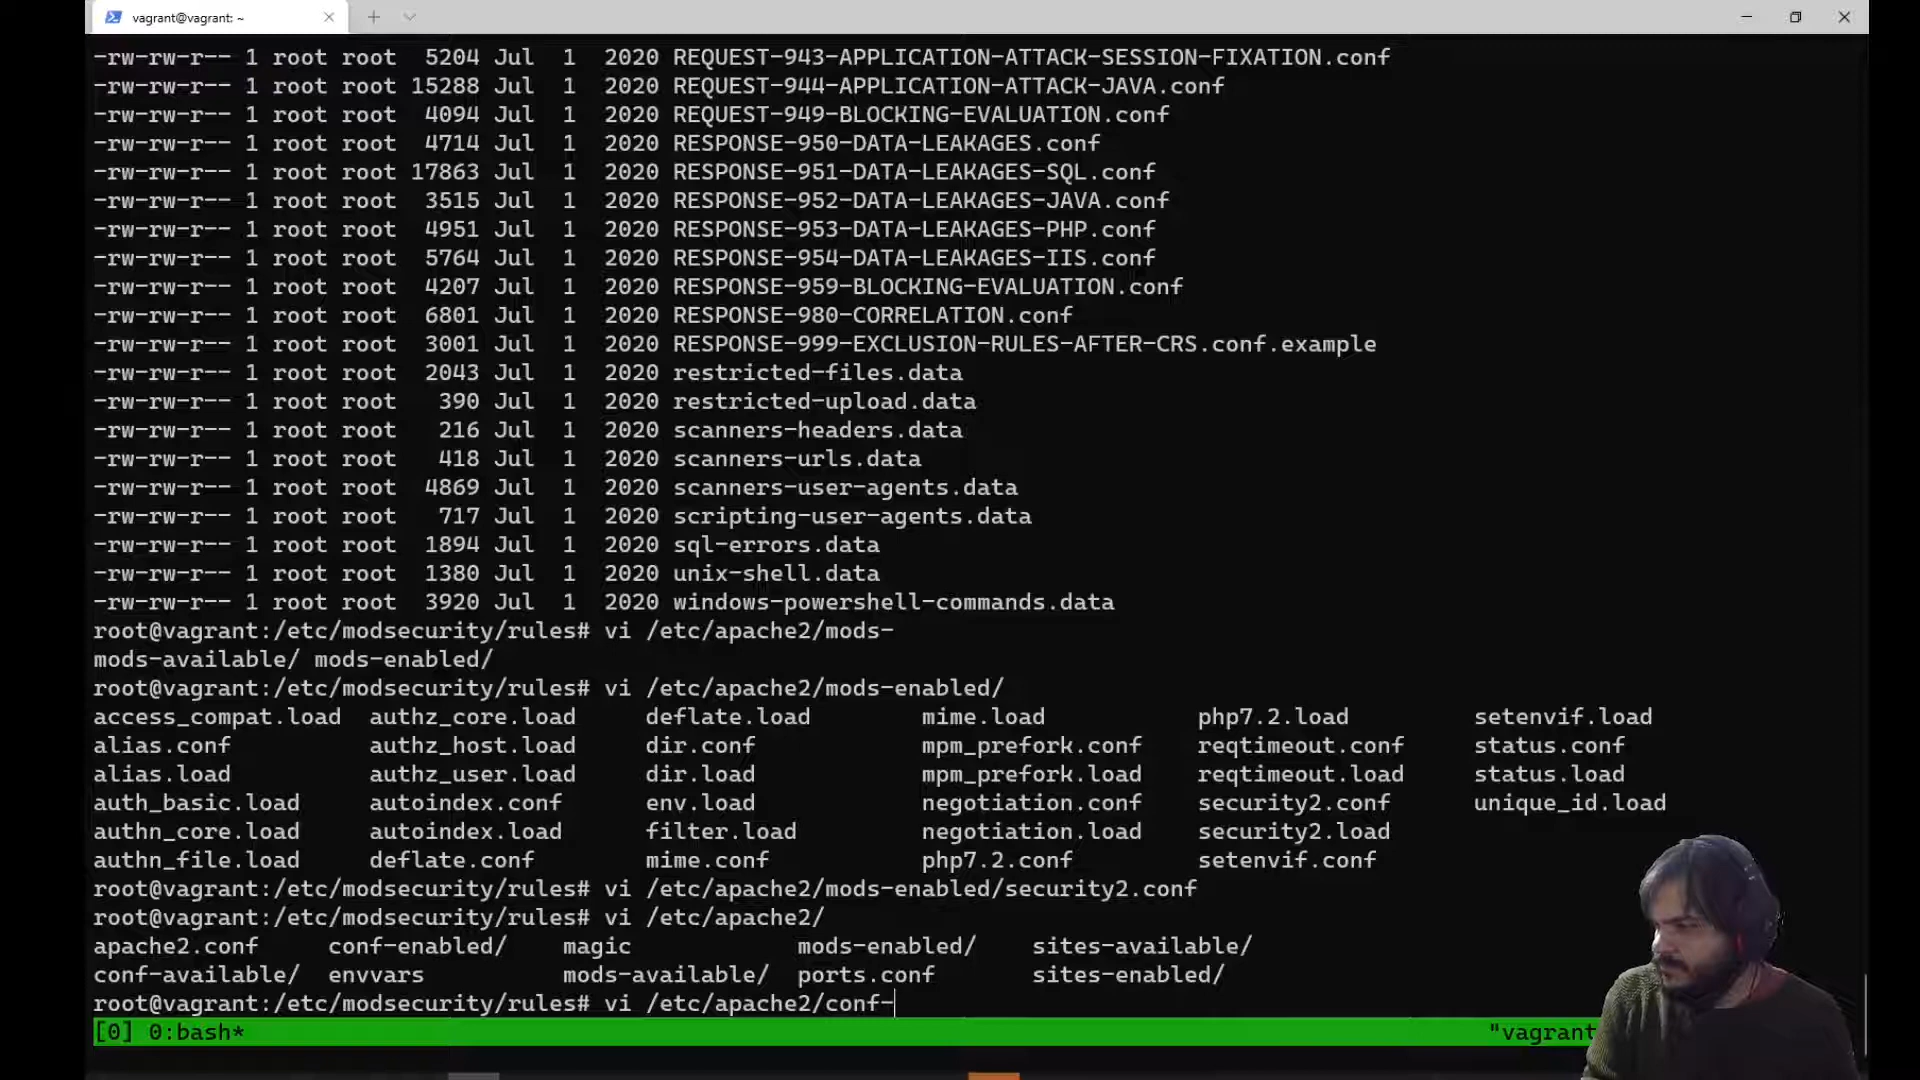 vagrant@vagrant: ~
-rw-rw-r-- 1 root root  5204 Jul  1  2020 REQUEST-943-APPLICATION-ATTACK-SESSION-FIXATION.conf
-rw-rw-r-- 1 root root 15288 Jul  1  2020 REQUEST-944-APPLICATION-ATTACK-JAVA.conf
-rw-rw-r-- 1 root root  4094 Jul  1  2020 REQUEST-949-BLOCKING-EVALUATION.conf
-rw-rw-r-- 1 root root  4714 Jul  1  2020 RESPONSE-950-DATA-LEAKAGES.conf
-rw-rw-r-- 1 root root 17863 Jul  1  2020 RESPONSE-951-DATA-LEAKAGES-SQL.conf
-rw-rw-r-- 1 root root  3515 Jul  1  2020 RESPONSE-952-DATA-LEAKAGES-JAVA.conf
-rw-rw-r-- 1 root root  4951 Jul  1  2020 RESPONSE-953-DATA-LEAKAGES-PHP.conf
-rw-rw-r-- 1 root root  5764 Jul  1  2020 RESPONSE-954-DATA-LEAKAGES-IIS.conf
-rw-rw-r-- 1 root root  4207 Jul  1  2020 RESPONSE-959-BLOCKING-EVALUATION.conf
-rw-rw-r-- 1 root root  6801 Jul  1  2020 RESPONSE-980-CORRELATION.conf
-rw-rw-r-- 1 root root  3001 Jul  1  2020 RESPONSE-999-EXCLUSION-RULES-AFTER-CRS.conf.example
-rw-rw-r-- 1 root root  2043 Jul  1  2020 restricted-files.data
-rw-rw-r-- 1 root root   390 Jul  1  2020 restricted-upload.data
-rw-rw-r-- 1 root root   216 Jul  1  2020 scanners-headers.data
-rw-rw-r-- 1 root root   418 Jul  1  2020 scanners-urls.data
-rw-rw-r-- 1 root root  4869 Jul  1  2020 scanners-user-agents.data
-rw-rw-r-- 1 root root   717 Jul  1  2020 scripting-user-agents.data
-rw-rw-r-- 1 root root  1894 Jul  1  2020 sql-errors.data
-rw-rw-r-- 1 root root  1380 Jul  1  2020 unix-shell.data
-rw-rw-r-- 1 root root  3920 Jul  1  2020 windows-powershell-commands.data
root@vagrant:/etc/modsecurity/rules# vi /etc/apache2/mods-
mods-available/ mods-enabled/
root@vagrant:/etc/modsecurity/rules# vi /etc/apache2/mods-enabled/
access_compat.load  authz_core.load     deflate.load        mime.load           php7.2.load         setenvif.load
alias.conf          authz_host.load     dir.conf            mpm_prefork.conf    reqtimeout.conf     status.conf
alias.load          authz_user.load     dir.load            mpm_prefork.load    reqtimeout.load     status.load
auth_basic.load     autoindex.conf      env.load            negotiation.conf    security2.conf      unique_id.load
authn_core.load     autoindex.load      filter.load         negotiation.load    security2.load
authn_file.load     deflate.conf        mime.conf           php7.2.conf         setenvif.conf
root@vagrant:/etc/modsecurity/rules# vi /etc/apache2/mods-enabled/security2.conf
root@vagrant:/etc/modsecurity/rules# vi /etc/apache2/
apache2.conf     conf-enabled/    magic            mods-enabled/    sites-available/
conf-available/  envvars          mods-available/  ports.conf       sites-enabled/
root@vagrant:/etc/modsecurity/rules# vi /etc/apache2/conf-
[0] 0:bash* "vagrant